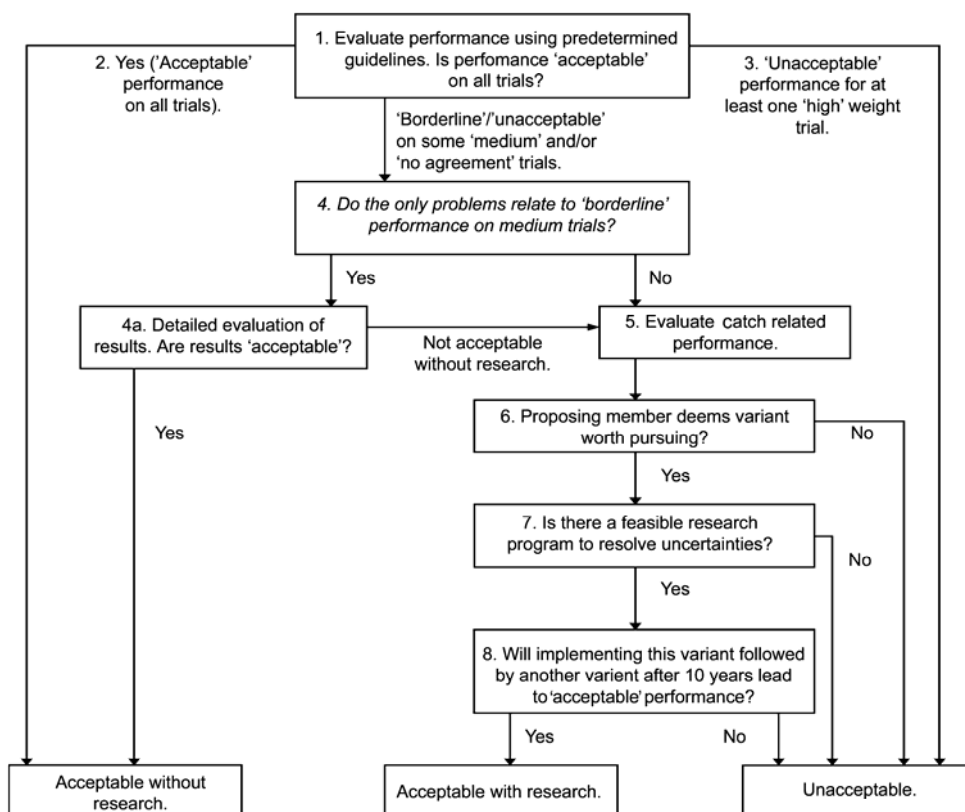 1. Evaluate performance using predetermined
guidelines. Is perfomance ‘acceptable’
on all trials?
2. Yes (’Acceptable’
performance
on all trials).
3. ‘Unacceptable’
performance for at
least one ‘high’ weight
trial.
‘Borderline’/’unacceptable’
on some ‘medium’ and/or
‘no agreement’ trials.
4. Do the only problems relate to ‘borderline’
performance on medium trials?
Yes
No
4a. Detailed evaluation of
results. Are results ‘acceptable’?
Not acceptable
without research.
5. Evaluate catch related
performance.
Yes
6. Proposing member deems variant
worth pursuing?
No
Yes
7. Is there a feasible research
program to resolve uncertainties?
No
Yes
8. Will implementing this variant followed
by another varient after 10 years lead
to ‘acceptable’ performance?
Yes
No
Acceptable without
research.
Acceptable with research.
Unacceptable.